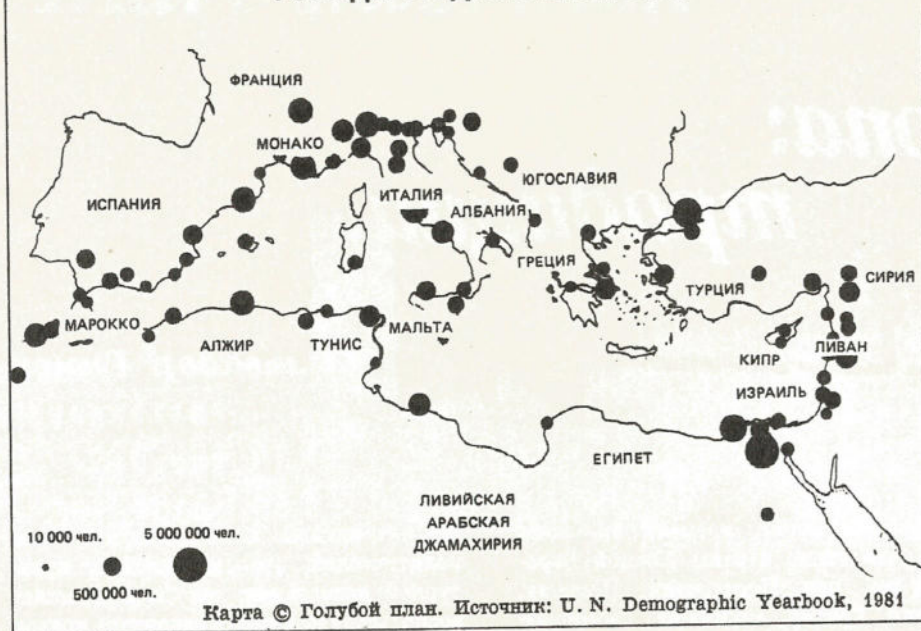 ФРАНЦИЯ
МОНАКО
ИСПАНИЯ
ИТАЛИЯ
ЮГОСЛАВИЯ
АЛБАНИЯ
ГРЕЦИЯ
ТУРЦИЯ
СИРИЯ
МАРОККО
АЛЖИР
ТУНИС
МАЛЬТА
КИПР
ЛИВАН
ИЗРАИЛЬ
ЕГИПЕТ
ЛИВИЙСКАЯ
АРАБСКАЯ
ДЖАМАХИРИЯ
10 000 чел.
5 000 000 чел.
500 000 чел.
Карта © Голубой план. Источник: U. N. Demographic Yearbook, 1981